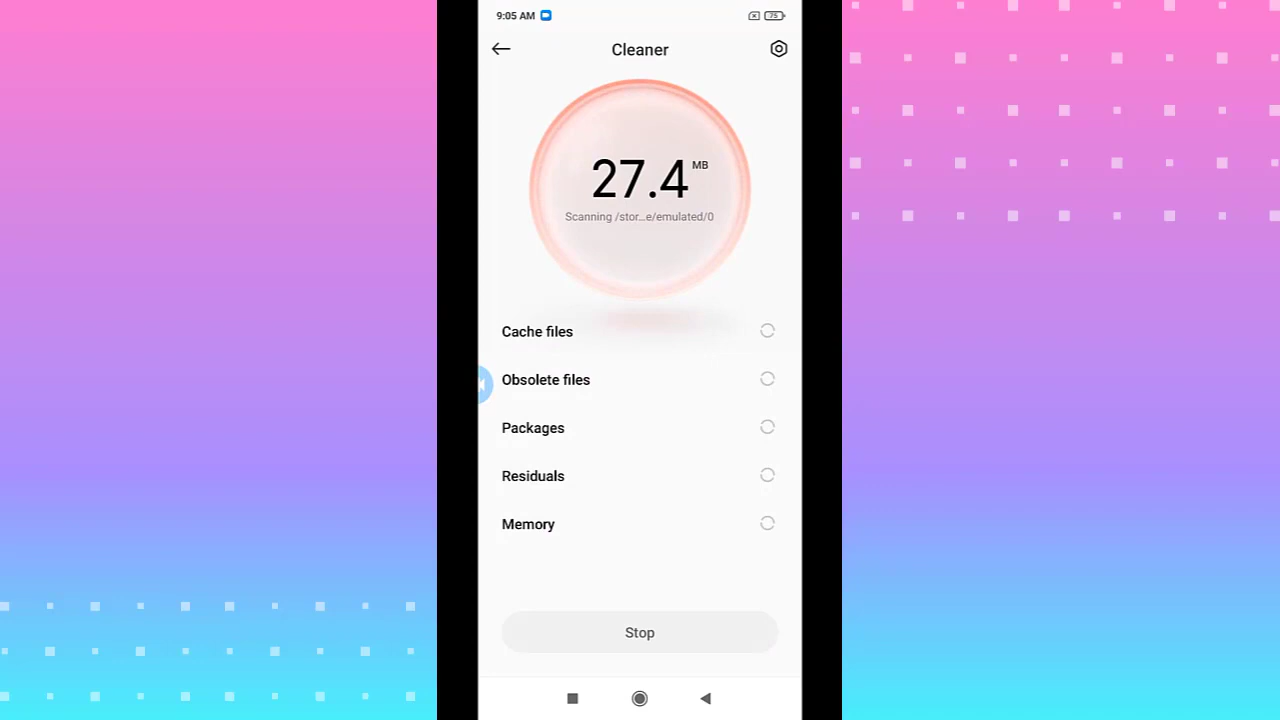 9:05 AM
75
Cleaner
27.4 MB
Scanning /stor...e/emulated/0
Cache files
Obsolete files
Packages
Residuals
Memory
Stop